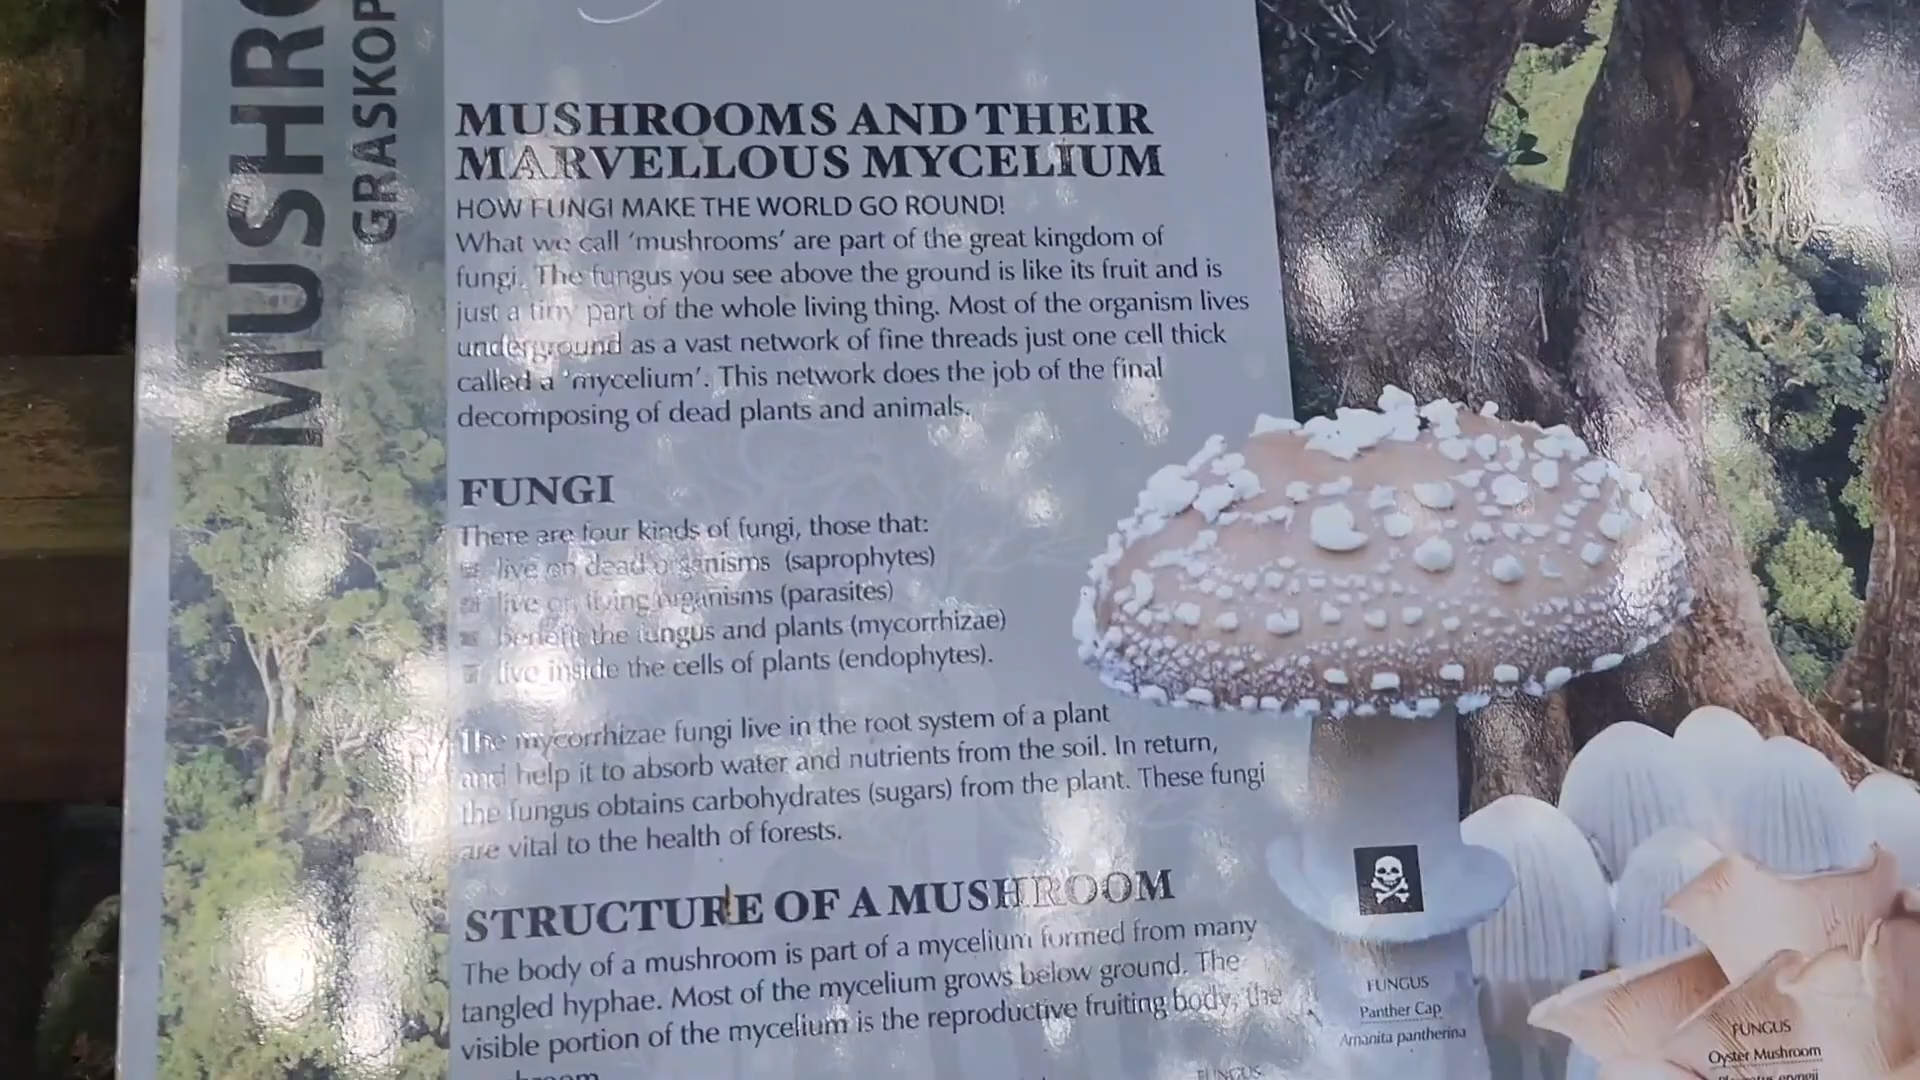 MUSHRO
GRASKOP
MUSHROOMS AND THEIR
MARVELLOUS MYCELIUM
HOW FUNGI MAKE THE WORLD GO ROUND!
What we call ‘mushrooms’ are part of the great kingdom of
fungi. The fungus you see above the ground is like its fruit and is
just a tiny part of the whole living thing. Most of the organism lives
underground as a vast network of fine threads just one cell thick
called a ‘mycelium’. This network does the job of the final
decomposing of dead plants and animals.
FUNGI
There are four kinds of fungi, those that:
live on dead organisms (saprophytes)
live on living organisms (parasites)
benefit the fungus and plants (mycorrhizae)
live inside the cells of plants (endophytes).
The mycorrhizae fungi live in the root system of a plant
and help it to absorb water and nutrients from the soil. In return,
the fungus obtains carbohydrates (sugars) from the plant. These fungi
are vital to the health of forests.
STRUCTURE OF A MUSHROOM
The body of a mushroom is part of a mycelium formed from many
tangled hyphae. Most of the mycelium grows below ground. The
visible portion of the mycelium is the reproductive fruiting body, the
FUNGUS
Panther Cap
Amanita pantherina
FUNGUS
Oyster Mushroom
FUNGUS